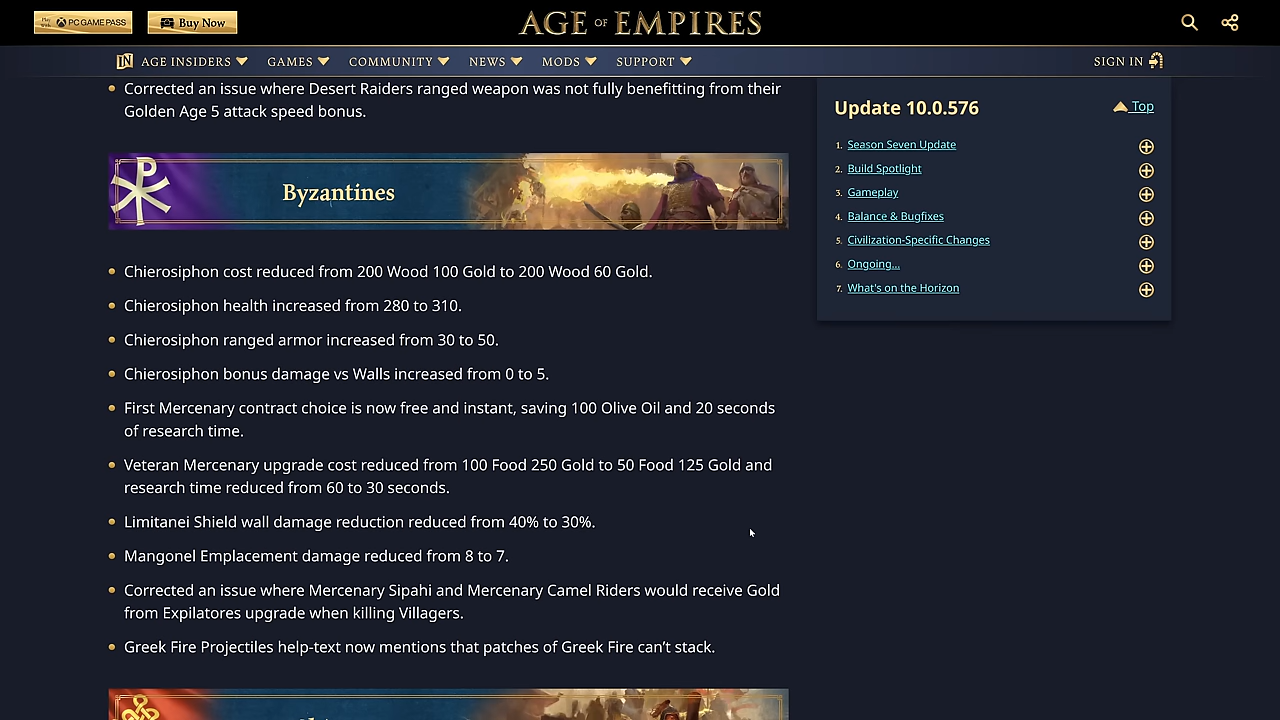 Play with PC GAME PASS
Buy Now
AGE OF EMPIRES
IN AGE INSIDERS GAMES COMMUNITY NEWS MODS SUPPORT SIGN IN
Corrected an issue where Desert Raiders ranged weapon was not fully benefitting from their
Golden Age 5 attack speed bonus.
Byzantines
Chierosiphon cost reduced from 200 Wood 100 Gold to 200 Wood 60 Gold.
Chierosiphon health increased from 280 to 310.
Chierosiphon ranged armor increased from 30 to 50.
Chierosiphon bonus damage vs Walls increased from 0 to 5.
First Mercenary contract choice is now free and instant, saving 100 Olive Oil and 20 seconds
of research time.
Veteran Mercenary upgrade cost reduced from 100 Food 250 Gold to 50 Food 125 Gold and
research time reduced from 60 to 30 seconds.
Limitanei Shield wall damage reduction reduced from 40% to 30%.
Mangonel Emplacement damage reduced from 8 to 7.
Corrected an issue where Mercenary Sipahi and Mercenary Camel Riders would receive Gold
from Expilatores upgrade when killing Villagers.
Greek Fire Projectiles help-text now mentions that patches of Greek Fire can’t stack.
Update 10.0.576
Top
1. Season Seven Update
2. Build Spotlight
3. Gameplay
4. Balance & Bugfixes
5. Civilization-Specific Changes
6. Ongoing...
7. What's on the Horizon